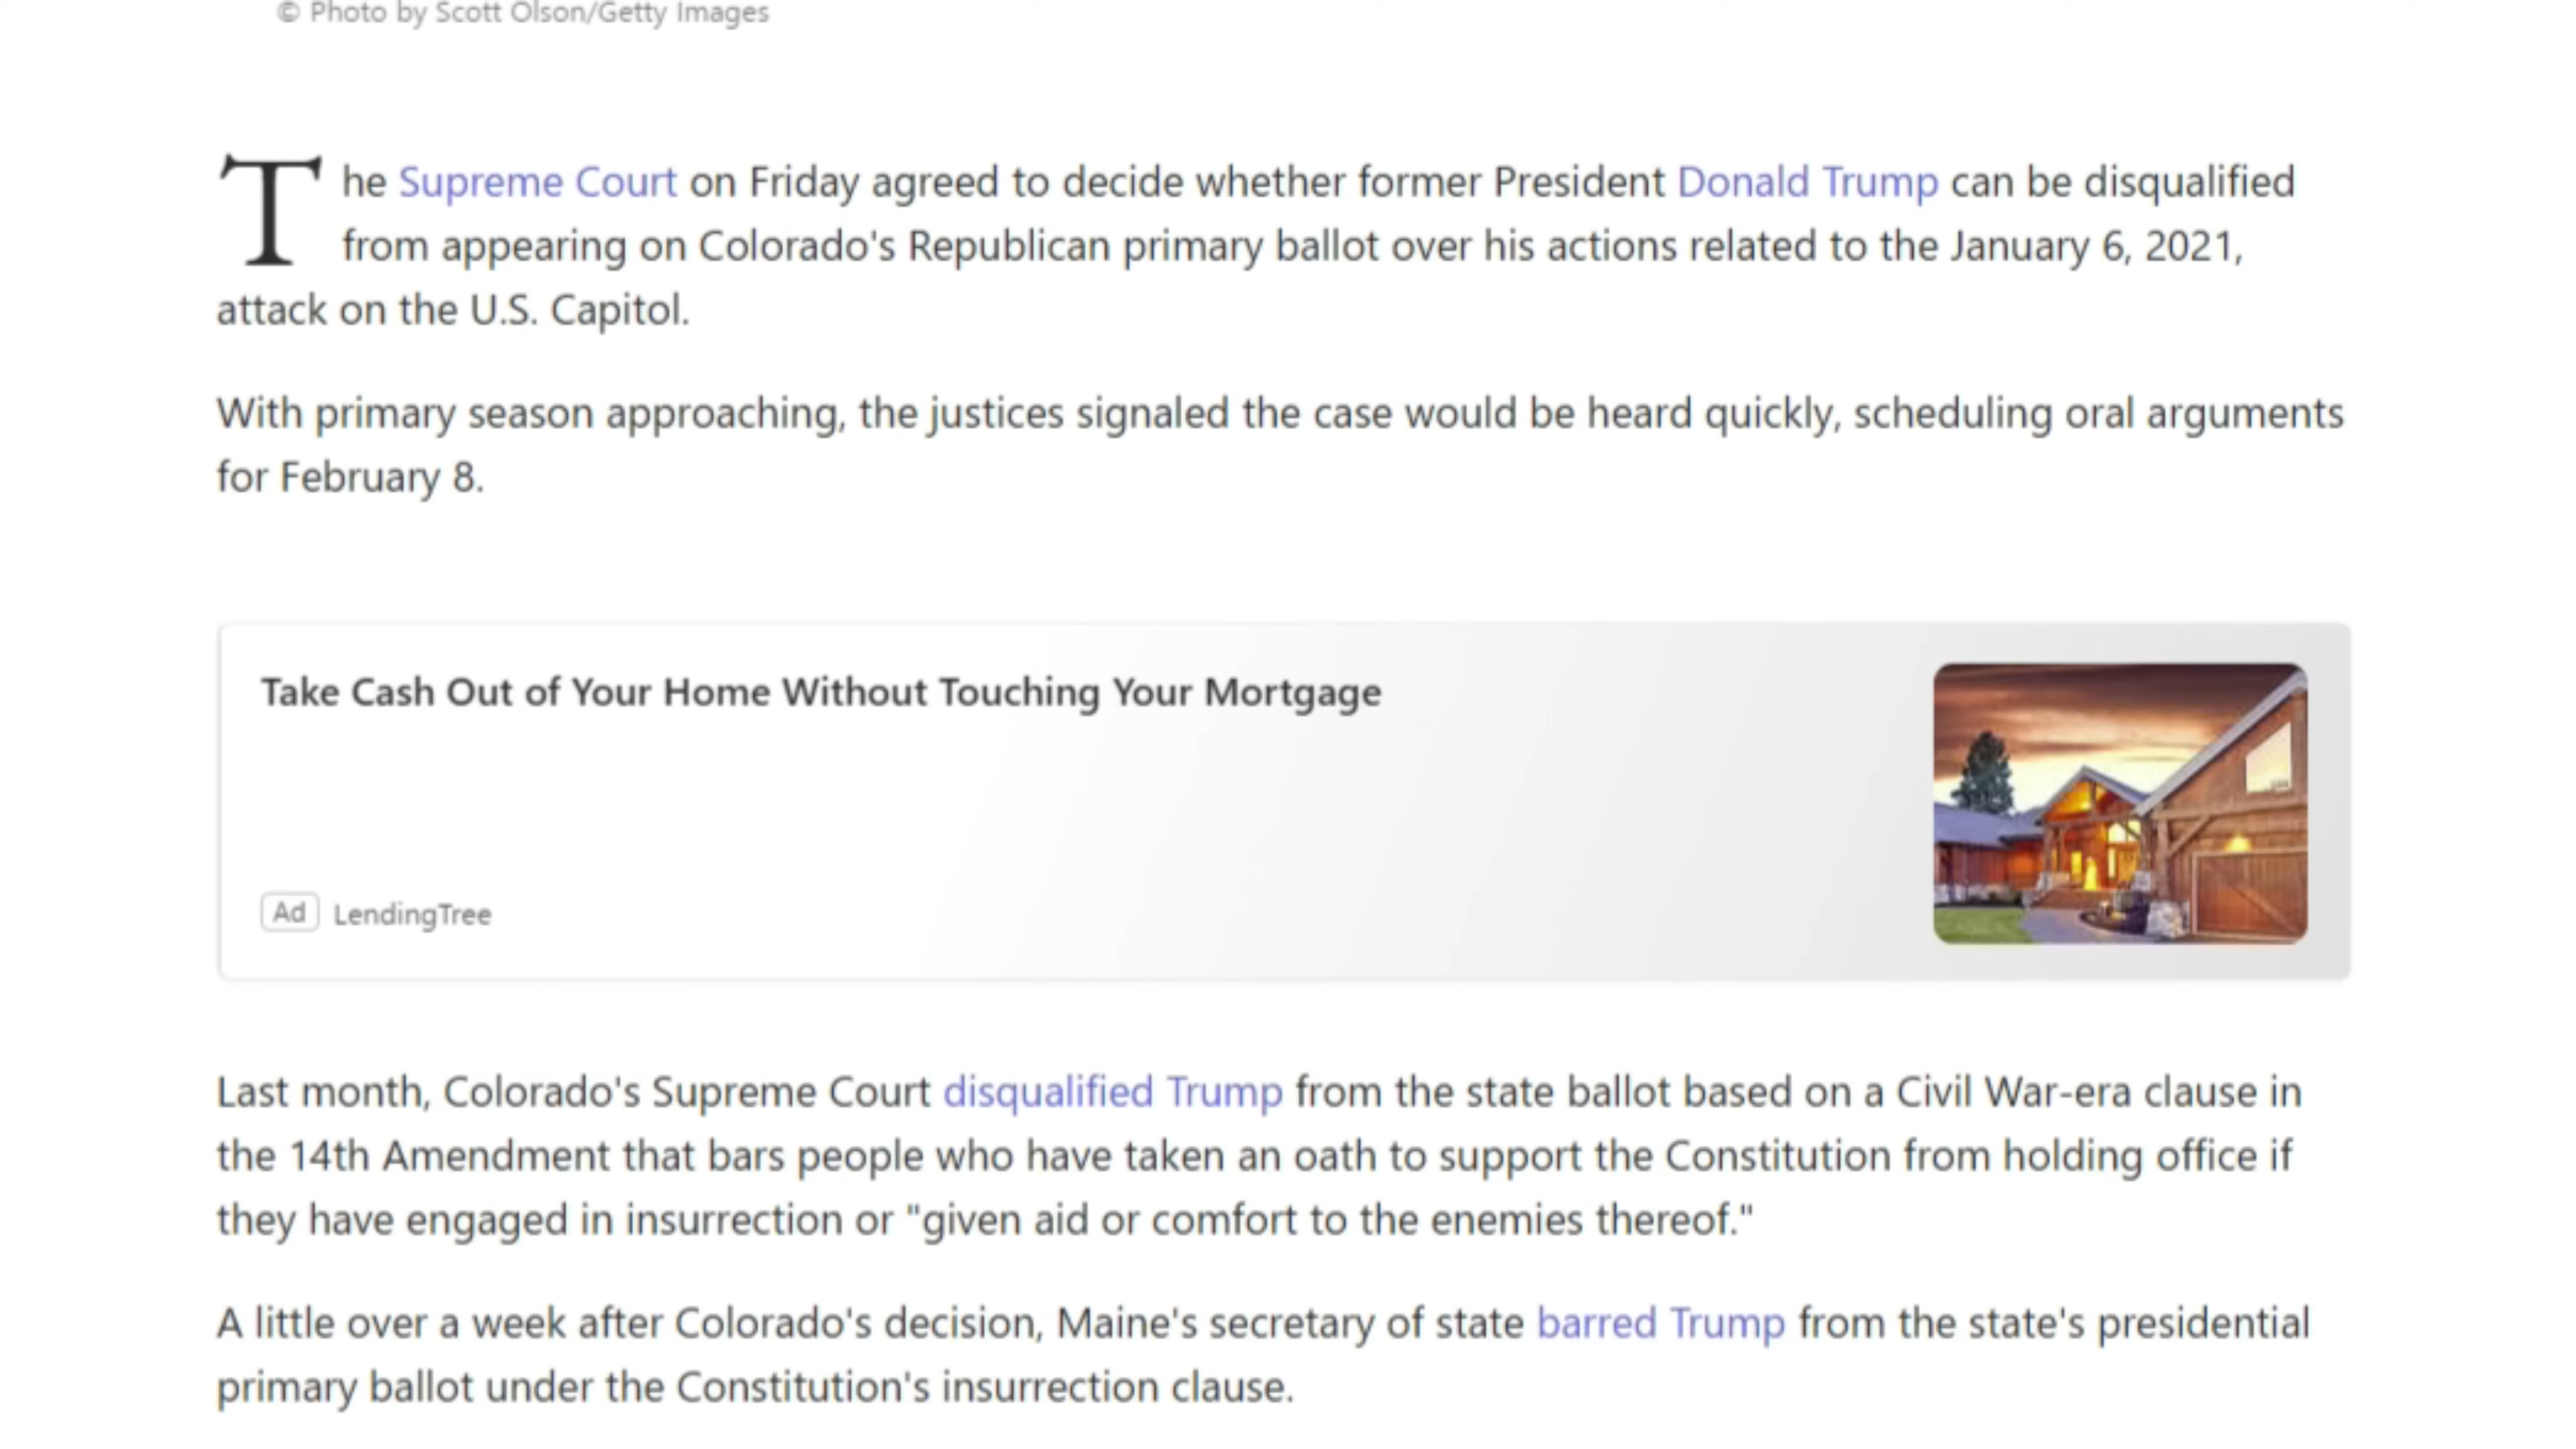 © Photo by Scott Olson/Getty Images
The Supreme Court on Friday agreed to decide whether former President Donald Trump can be disqualified
from appearing on Colorado's Republican primary ballot over his actions related to the January 6, 2021,
attack on the U.S. Capitol.
With primary season approaching, the justices signaled the case would be heard quickly, scheduling oral arguments
for February 8.
Take Cash Out of Your Home Without Touching Your Mortgage
Ad LendingTree
Last month, Colorado's Supreme Court disqualified Trump from the state ballot based on a Civil War-era clause in
the 14th Amendment that bars people who have taken an oath to support the Constitution from holding office if
they have engaged in insurrection or "given aid or comfort to the enemies thereof."
A little over a week after Colorado's decision, Maine's secretary of state barred Trump from the state's presidential
primary ballot under the Constitution's insurrection clause.